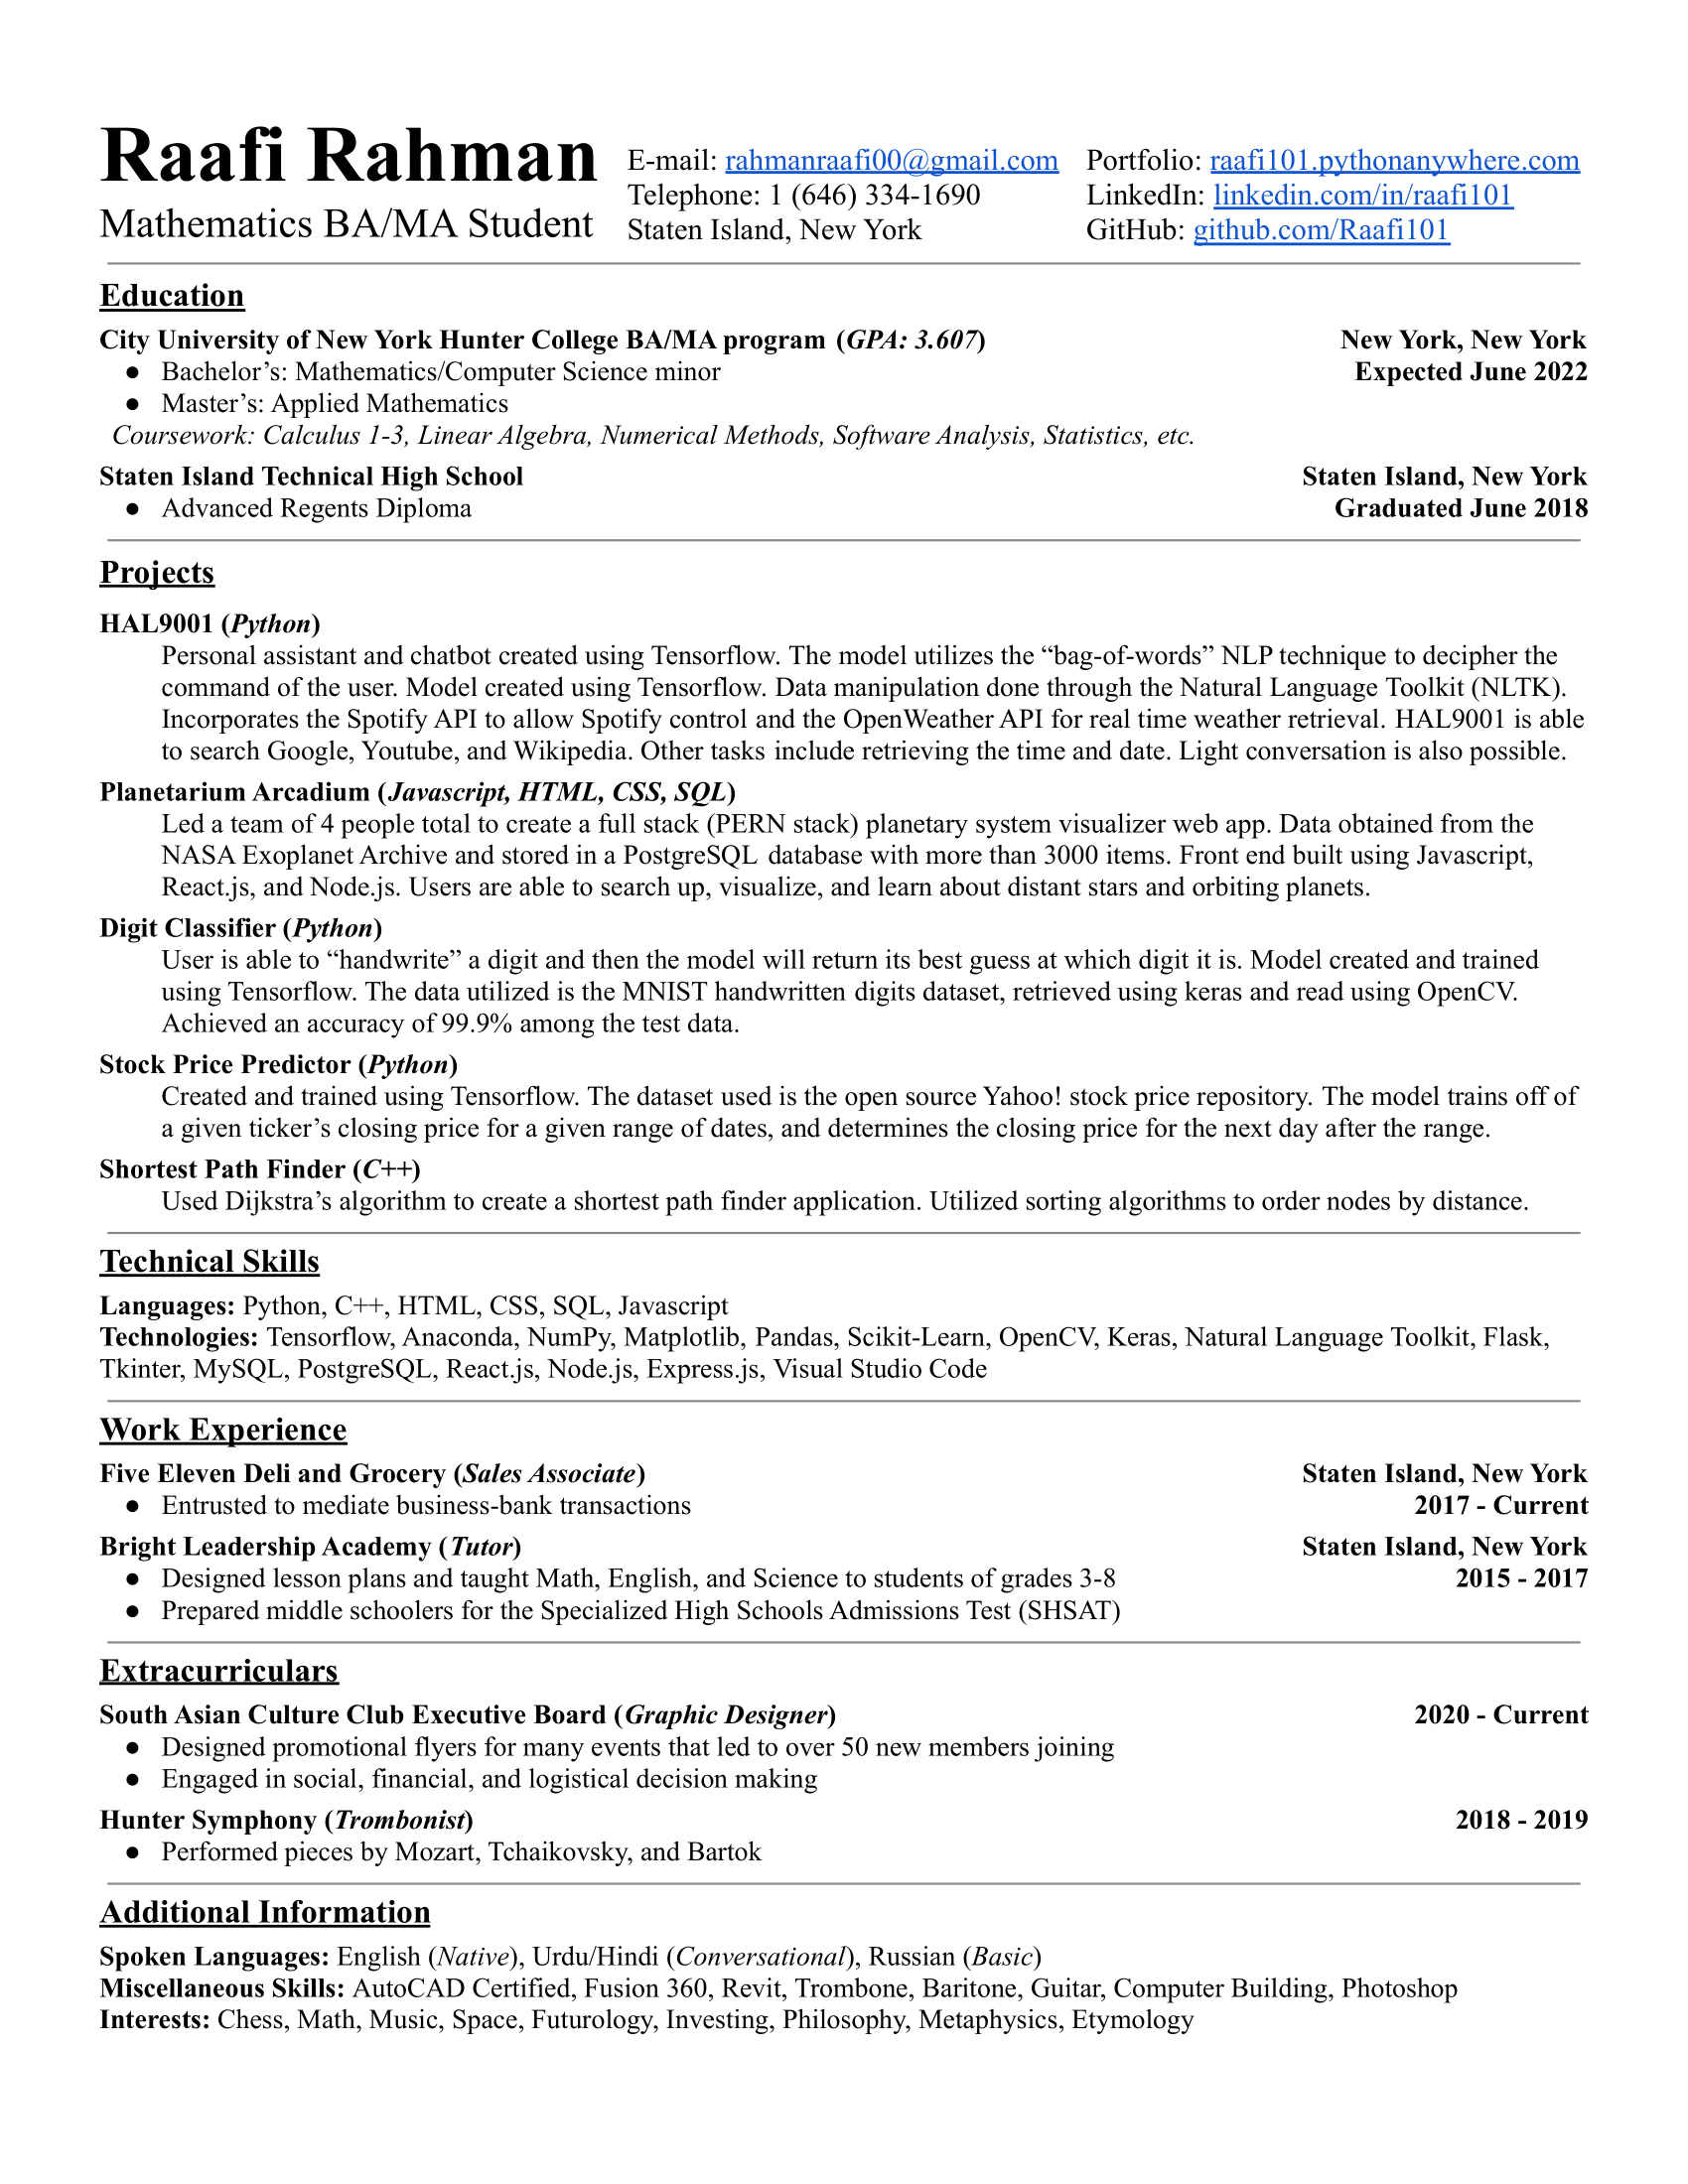 Raafi Rahman
Mathematics BA/MA Student
E-mail: rahmanraafi00@gmail.com
Telephone: 1 (646) 334-1690
Staten Island, New York
Portfolio: raafi101.pythonanywhere.com
LinkedIn: linkedin.com/in/raafi101
GitHub: github.com/Raafi101
Education
City University of New York Hunter College BA/MA program (GPA: 3.607) New York, New York
● Bachelor’s: Mathematics/Computer Science minor Expected June 2022
● Master’s: Applied Mathematics
Coursework: Calculus 1-3, Linear Algebra, Numerical Methods, Software Analysis, Statistics, etc.
Staten Island Technical High School Staten Island, New York
● Advanced Regents Diploma Graduated June 2018
Projects
HAL9001 (Python)
Personal assistant and chatbot created using Tensorflow. The model utilizes the “bag-of-words” NLP technique to decipher the
command of the user. Model created using Tensorflow. Data manipulation done through the Natural Language Toolkit (NLTK).
Incorporates the Spotify API to allow Spotify control and the OpenWeather API for real time weather retrieval. HAL9001 is able
to search Google, Youtube, and Wikipedia. Other tasks include retrieving the time and date. Light conversation is also possible.
Planetarium Arcadium (Javascript, HTML, CSS, SQL)
Led a team of 4 people total to create a full stack (PERN stack) planetary system visualizer web app. Data obtained from the
NASA Exoplanet Archive and stored in a PostgreSQL database with more than 3000 items. Front end built using Javascript,
React.js, and Node.js. Users are able to search up, visualize, and learn about distant stars and orbiting planets.
Digit Classifier (Python)
User is able to “handwrite” a digit and then the model will return its best guess at which digit it is. Model created and trained
using Tensorflow. The data utilized is the MNIST handwritten digits dataset, retrieved using keras and read using OpenCV.
Achieved an accuracy of 99.9% among the test data.
Stock Price Predictor (Python)
Created and trained using Tensorflow. The dataset used is the open source Yahoo! stock price repository. The model trains off of
a given ticker’s closing price for a given range of dates, and determines the closing price for the next day after the range.
Shortest Path Finder (C++)
Used Dijkstra’s algorithm to create a shortest path finder application. Utilized sorting algorithms to order nodes by distance.
Technical Skills
Languages: Python, C++, HTML, CSS, SQL, Javascript
Technologies: Tensorflow, Anaconda, NumPy, Matplotlib, Pandas, Scikit-Learn, OpenCV, Keras, Natural Language Toolkit, Flask,
Tkinter, MySQL, PostgreSQL, React.js, Node.js, Express.js, Visual Studio Code
Work Experience
Five Eleven Deli and Grocery (Sales Associate) Staten Island, New York
● Entrusted to mediate business-bank transactions 2017 - Current
Bright Leadership Academy (Tutor) Staten Island, New York
● Designed lesson plans and taught Math, English, and Science to students of grades 3-8 2015 - 2017
● Prepared middle schoolers for the Specialized High Schools Admissions Test (SHSAT)
Extracurriculars
South Asian Culture Club Executive Board (Graphic Designer) 2020 - Current
● Designed promotional flyers for many events that led to over 50 new members joining
● Engaged in social, financial, and logistical decision making
Hunter Symphony (Trombonist) 2018 - 2019
● Performed pieces by Mozart, Tchaikovsky, and Bartok
Additional Information
Spoken Languages: English (Native), Urdu/Hindi (Conversational), Russian (Basic)
Miscellaneous Skills: AutoCAD Certified, Fusion 360, Revit, Trombone, Baritone, Guitar, Computer Building, Photoshop
Interests: Chess, Math, Music, Space, Futurology, Investing, Philosophy, Metaphysics, Etymology